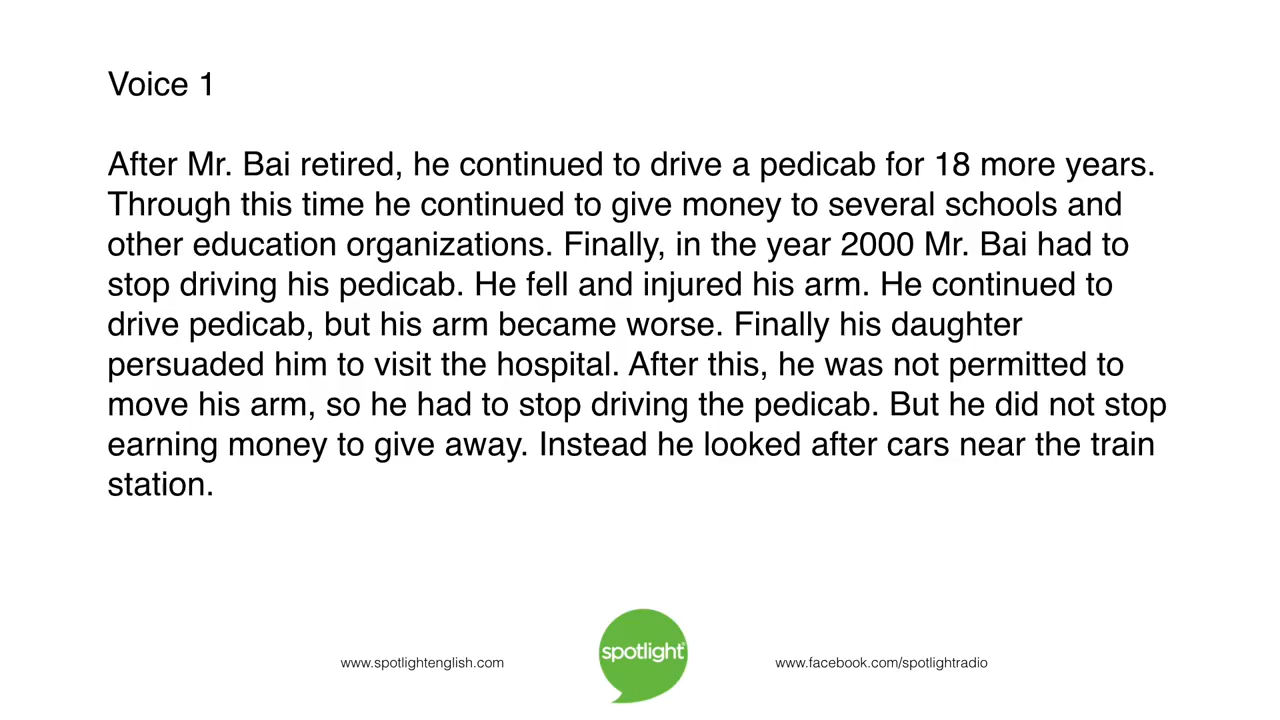 Voice 1
After Mr. Bai retired, he continued to drive a pedicab for 18 more years.
Through this time he continued to give money to several schools and
other education organizations. Finally, in the year 2000 Mr. Bai had to
stop driving his pedicab. He fell and injured his arm. He continued to
drive pedicab, but his arm became worse. Finally his daughter
persuaded him to visit the hospital. After this, he was not permitted to
move his arm, so he had to stop driving the pedicab. But he did not stop
earning money to give away. Instead he looked after cars near the train
station.
www.spotlightenglish.com
spotlight®
www.facebook.com/spotlightradio